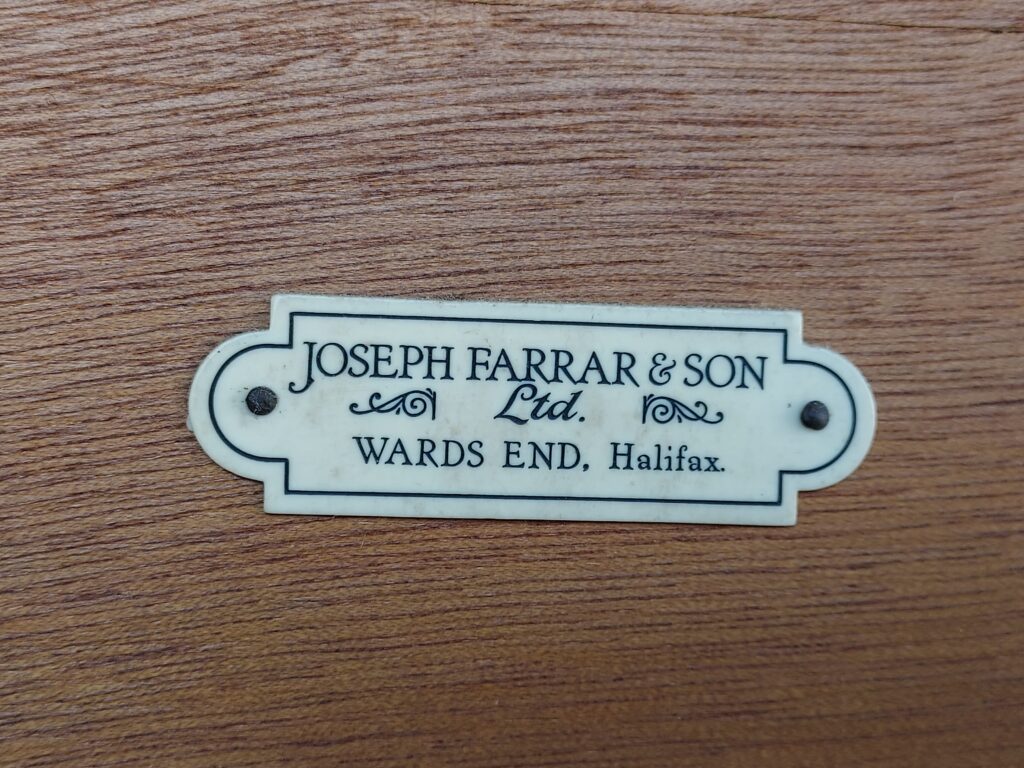 JOSEPH FARRAR & SON
Ltd.
WARDS END, Halifax.